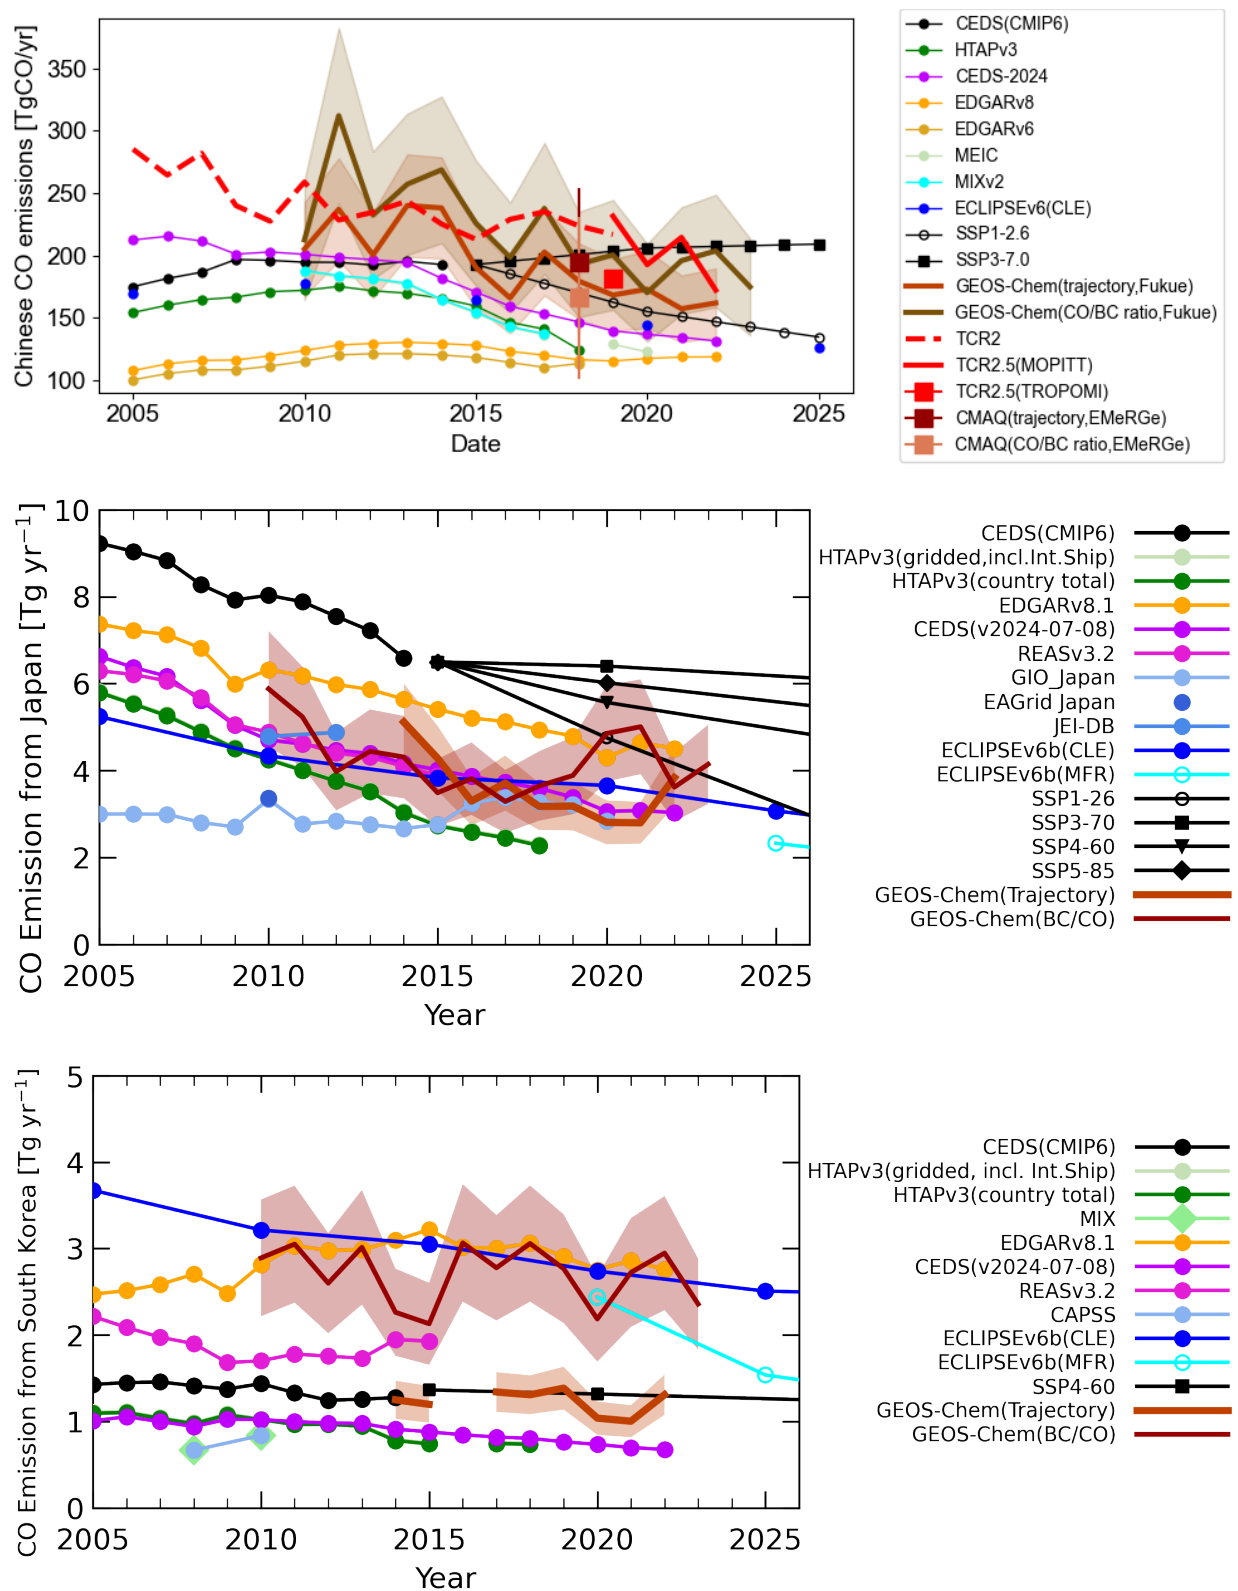 Chinese CO emissions [TgCO/yr]
350
300
250
200
150
100
2005
2010
2015
2020
2025
Date
CEDS(CMIP6)
HTAPv3
CEDS-2024
EDGARv8
EDGARv6
MEIC
MIXv2
ECLIPSEv6(CLE)
SSP1-2.6
SSP3-7.0
GEOS-Chem(trajectory,Fukue)
GEOS-Chem(CO/BC ratio,Fukue)
TCR2
TCR2.5(MOPITT)
TCR2.5(TROPOMI)
CMAQ(trajectory,EMeRGe)
CMAQ(CO/BC ratio,EMeRGe)
CO Emission from Japan [Tg yr⁻¹]
10
8
6
4
2
0
2005
2010
2015
2020
2025
Year
CEDS(CMIP6)
HTAPv3(gridded,incl.Int.Ship)
HTAPv3(country total)
EDGARv8.1
CEDS(v2024-07-08)
REASv3.2
GIO_Japan
EAGrid Japan
JEI-DB
ECLIPSEv6b(CLE)
ECLIPSEv6b(MFR)
SSP1-26
SSP3-70
SSP4-60
SSP5-85
GEOS-Chem(Trajectory)
GEOS-Chem(BC/CO)
CO Emission from South Korea [Tg yr⁻¹]
5
4
3
2
1
0
2005
2010
2015
2020
2025
Year
CEDS(CMIP6)
HTAPv3(gridded, incl. Int.Ship)
HTAPv3(country total)
MIX
EDGARv8.1
CEDS(v2024-07-08)
REASv3.2
CAPSS
ECLIPSEv6b(CLE)
ECLIPSEv6b(MFR)
SSP4-60
GEOS-Chem(Trajectory)
GEOS-Chem(BC/CO)